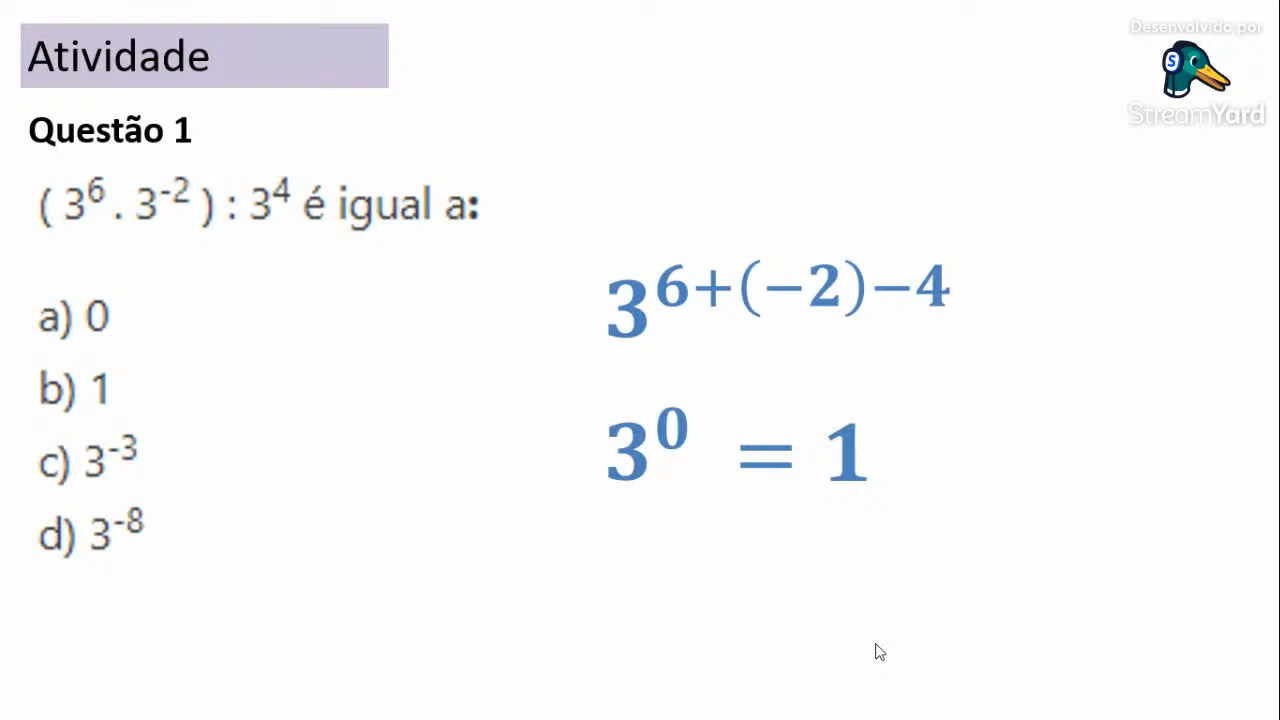 Atividade
Desenvolvido por
StreamYard
Questão 1
( 3⁶ . 3⁻² ) : 3⁴ é igual a:
a) 0
b) 1
c) 3⁻³
d) 3⁻⁸
3⁶⁺⁽⁻²⁾⁻⁴
3⁰ = 1